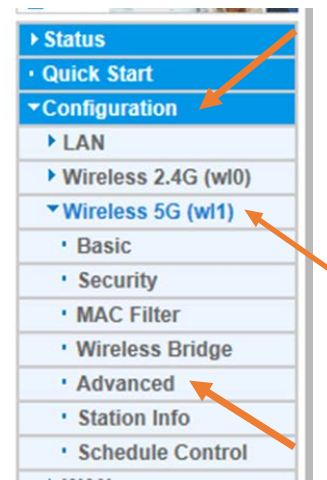 Status
Quick Start
Configuration
LAN
Wireless 2.4G (wl0)
Wireless 5G (wl1)
Basic
Security
MAC Filter
Wireless Bridge
Advanced
Station Info
Schedule Control